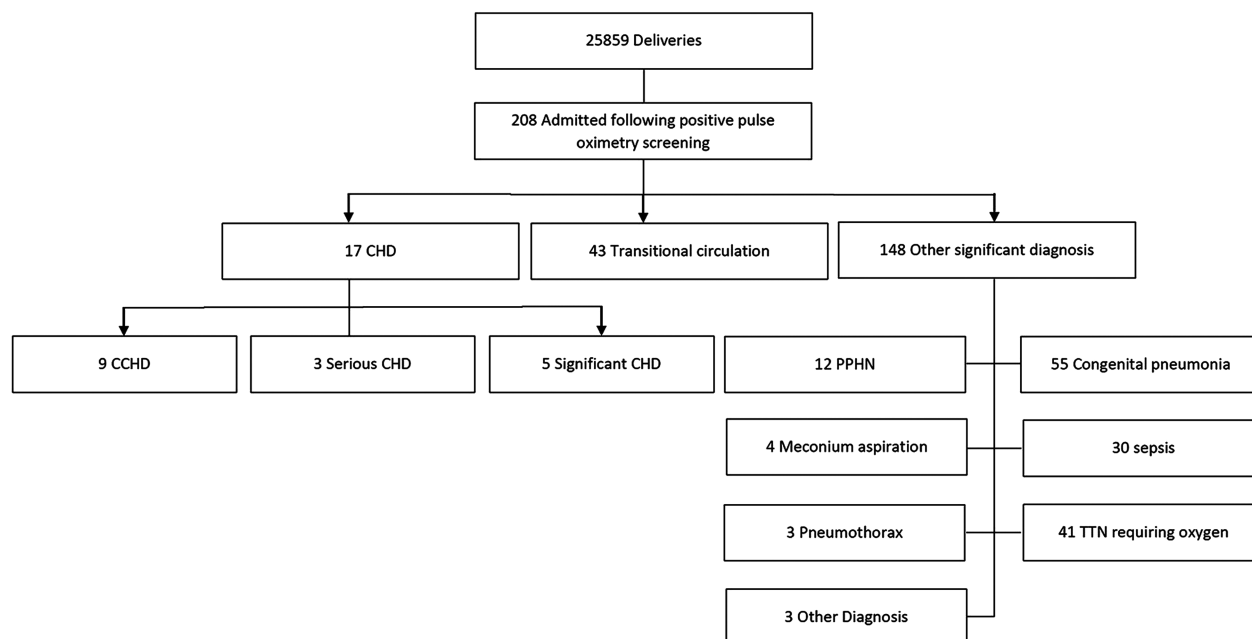 25859 Deliveries
208 Admitted following positive pulse
oximetry screening
17 CHD
43 Transitional circulation
148 Other significant diagnosis
9 CCHD
3 Serious CHD
5 Significant CHD
12 PPHN
55 Congenital pneumonia
4 Meconium aspiration
30 sepsis
3 Pneumothorax
41 TTN requiring oxygen
3 Other Diagnosis